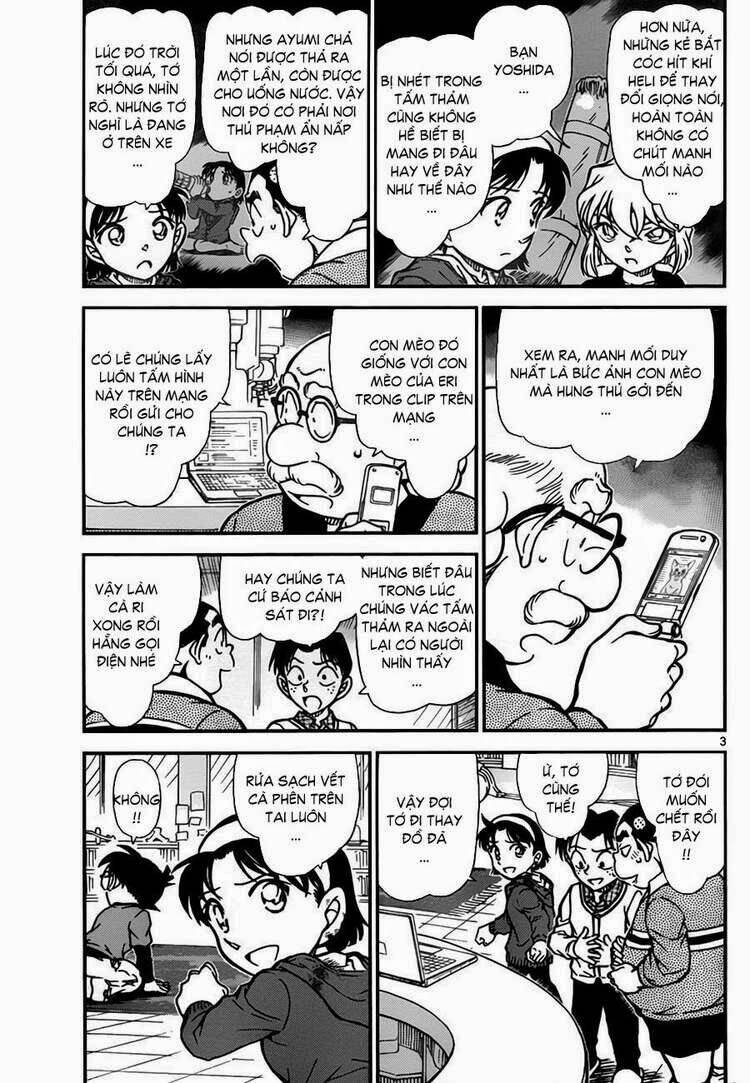 HƠN NỮA,
NHỮNG KẺ BẮT
CÓC HÍT KHÍ
HELI ĐỂ THAY
ĐỔI GIỌNG NÓI,
HOÀN TOÀN
KHÔNG CÓ
CHÚT MANH
MỐI NÀO
...
BẠN
YOSHIDA
...
BỊ NHÉT TRONG
TẤM THẢM
CŨNG KHÔNG
HỀ BIẾT BỊ
MANG ĐI ĐÂU
HAY VỀ ĐÂY
NHƯ THẾ NÀO
...
NHƯNG AYUMI CHẢ
NÓI ĐƯỢC THẢ RA
MỘT LẦN, CÒN ĐƯỢC
CHO UỐNG NƯỚC. VẬY
NƠI ĐÓ CÓ PHẢI NƠI
THỦ PHẠM ẨN NẤP
KHÔNG?
LÚC ĐÓ TRỜI
TỐI QUÁ, TỚ
KHÔNG NHÌN
RÕ. NHƯNG TỚ
NGHĨ LÀ ĐANG
Ở TRÊN XE
...
XEM RA, MANH MỐI DUY
NHẤT LÀ BỨC ẢNH CON MÈO
MÀ HUNG THỦ GỞI ĐẾN
...
CON MÈO ĐÓ
GIỐNG VỚI CON
MÈO CỦA ERI
TRONG CLIP TRÊN
MẠNG
...
CÓ LẼ CHÚNG LẤY
LUÔN TẤM HÌNH
NÀY TRÊN MẠNG
RỒI GỬI CHO
CHÚNG TA
!?
NHƯNG BIẾT ĐÂU
TRONG LÚC
CHÚNG VÁC TẤM
THẢM RA NGOÀI
LẠI CÓ NGƯỜI
NHÌN THẤY
...
HAY CHÚNG TA
CỨ BÁO CẢNH
SÁT ĐI?!
VẬY LÀM
CÀ RI
XONG RỒI
HẲNG GỌI
ĐIỆN NHÉ
3
TỚ ĐÓI
MUỐN
CHẾT RỒI
ĐÂY
!!
Ừ, TỚ
CŨNG
THẾ!
VẬY ĐỢI
TỚ ĐI THAY
ĐỒ ĐÃ
...
RỬA SẠCH VẾT
CÀ PHÊN TRÊN
TAI LUÔN
...
KHÔNG
!!